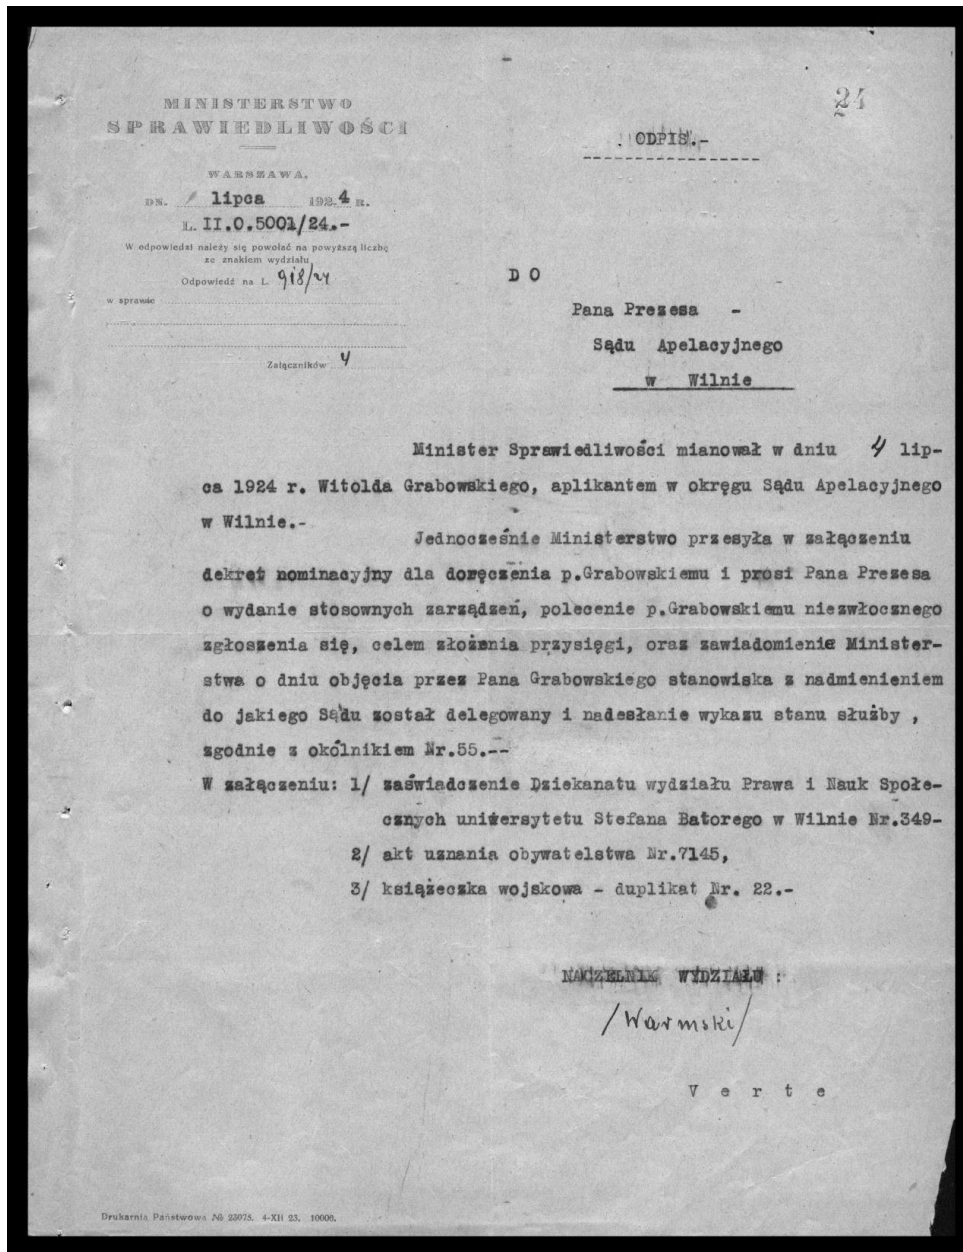 24
MINISTERSTWO
SPRAWIEDLIWOŚCI
ODPIS.-
WARSZAWA.
DN. lipca 1924 R.
L. II.O.5001/24.-
W odpowiedzi należy się powołać na powyższą liczbę
ze znakiem wydziału
Odpowiedź na L. 918/24
w sprawie
Załączników 4
DO
Pana Prezesa -
Sądu Apelacyjnego
w Wilnie
Minister Sprawiedliwości mianował w dniu 4 lip-
ca 1924 r. Witolda Grabowskiego, aplikantem w okręgu Sądu Apelacyjnego
w Wilnie.-
Jednocześnie Ministerstwo przesyła w załączeniu
dekret nominacyjny dla doręczenia p.Grabowskiemu i prosi Pana Prezesa
o wydanie stosownych zarządzeń, polecenie p.Grabowskiemu niezwłocznego
zgłoszenia się, celem złożenia przysięgi, oraz zawiadomienie Minister-
stwa o dniu objęcia przez Pana Grabowskiego stanowiska z nadmienieniem
do jakiego Sądu został delegowany i nadesłanie wykazu stanu służby ,
zgodnie z okólnikiem Nr.55.--
W załączeniu: 1/ zaświadczenie Dziekanatu wydziału Prawa i Nauk Społe-
cznych uniwersytetu Stefana Batorego w Wilnie Nr.349-
2/ akt uznania obywatelstwa Nr.7145,
3/ książeczka wojskowa - duplikat Nr. 22.-
NACZELNIK WYDZIAŁU :
/Warmski/
V e r t e
Drukarnia Państwowa № 23075. 4-XII 23. 10000.